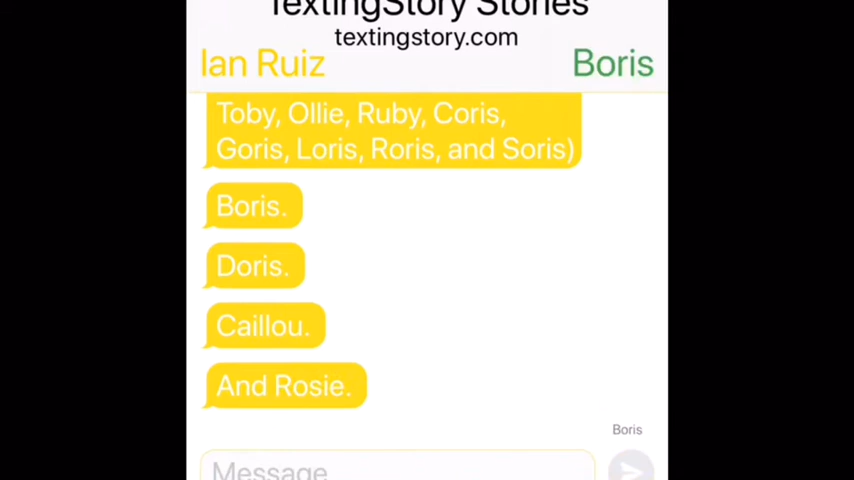 TextingStory Stories
textingstory.com
Ian Ruiz
Boris
Toby, Ollie, Ruby, Coris,
Goris, Loris, Roris, and Soris)
Boris.
Doris.
Caillou.
And Rosie.
Boris
Message